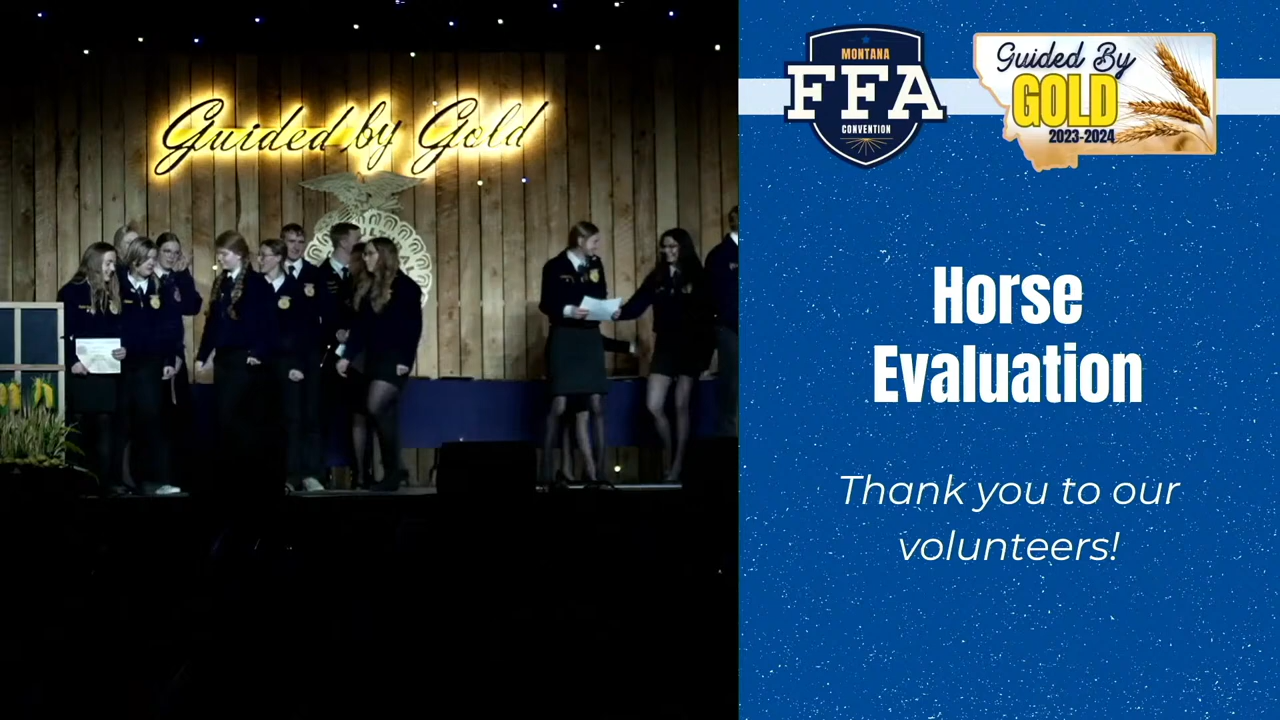 Guided by Gold
MONTANA
FFA
CONVENTION
Guided By
GOLD
2023-2024
Horse
Evaluation
Thank you to our
volunteers!